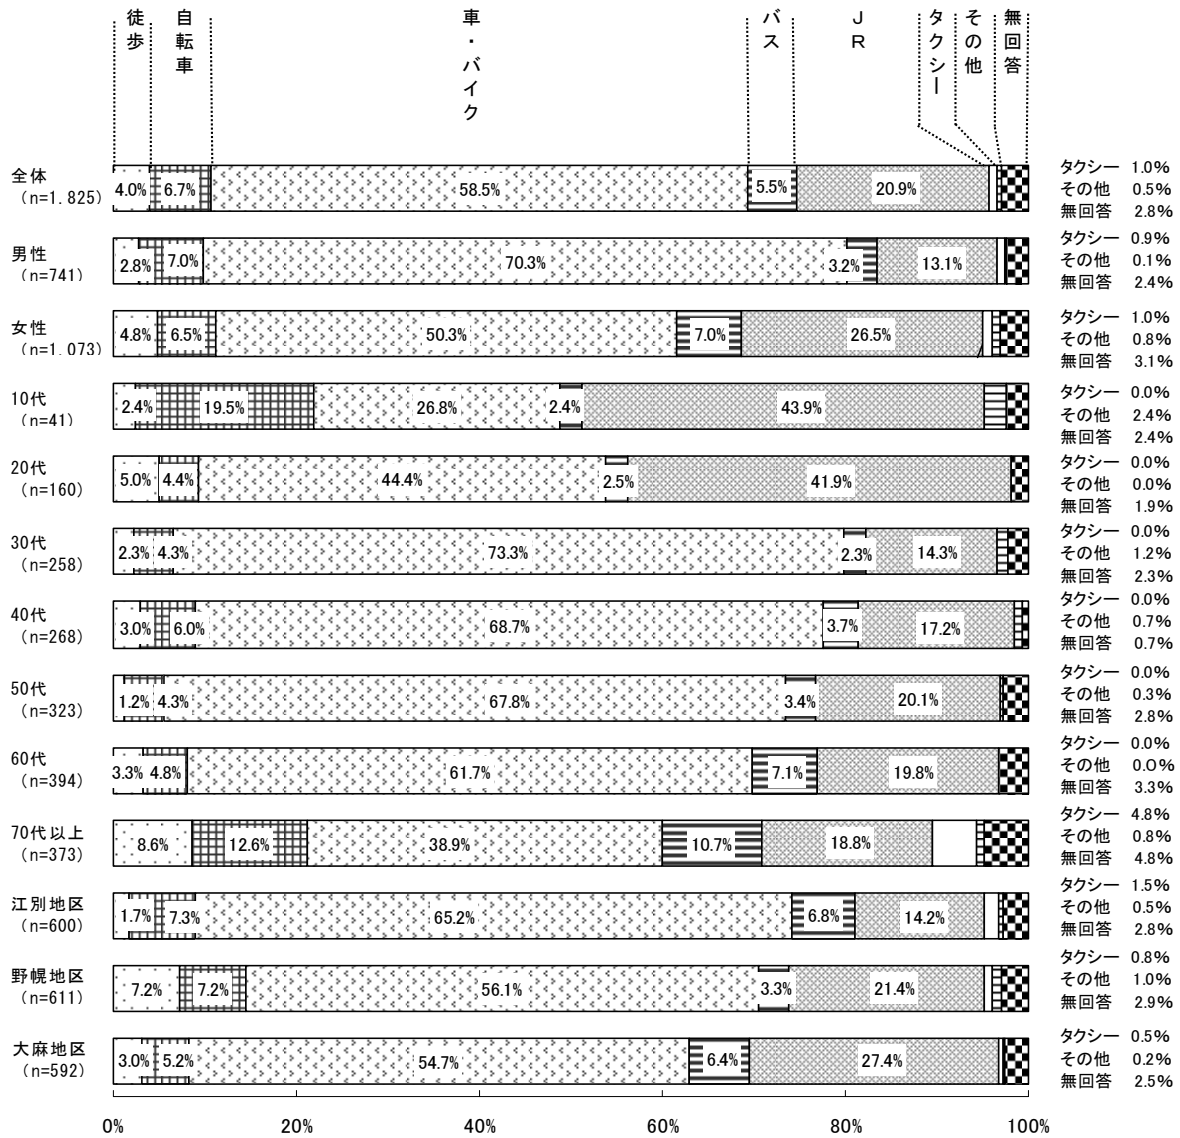 徒歩
自転車
車・バイク
バス
ＪＲ
タクシー
その他
無回答
全体
（n=1.825）
4.0%
6.7%
58.5%
5.5%
20.9%
タクシー 1.0%
その他 0.5%
無回答 2.8%
男性
（n=741）
2.8%
7.0%
70.3%
3.2%
13.1%
タクシー 0.9%
その他 0.1%
無回答 2.4%
女性
（n=1.073）
4.8%
6.5%
50.3%
7.0%
26.5%
タクシー 1.0%
その他 0.8%
無回答 3.1%
10代
（n=41）
2.4%
19.5%
26.8%
2.4%
43.9%
タクシー 0.0%
その他 2.4%
無回答 2.4%
20代
（n=160）
5.0%
4.4%
44.4%
2.5%
41.9%
タクシー 0.0%
その他 0.0%
無回答 1.9%
30代
（n=258）
2.3%
4.3%
73.3%
2.3%
14.3%
タクシー 0.0%
その他 1.2%
無回答 2.3%
40代
（n=268）
3.0%
6.0%
68.7%
3.7%
17.2%
タクシー 0.0%
その他 0.7%
無回答 0.7%
50代
（n=323）
1.2%
4.3%
67.8%
3.4%
20.1%
タクシー 0.0%
その他 0.3%
無回答 2.8%
60代
（n=394）
3.3%
4.8%
61.7%
7.1%
19.8%
タクシー 0.0%
その他 0.0%
無回答 3.3%
70代以上
（n=373）
8.6%
12.6%
38.9%
10.7%
18.8%
タクシー 4.8%
その他 0.8%
無回答 4.8%
江別地区
（n=600）
1.7%
7.3%
65.2%
6.8%
14.2%
タクシー 1.5%
その他 0.5%
無回答 2.8%
野幌地区
（n=611）
7.2%
7.2%
56.1%
3.3%
21.4%
タクシー 0.8%
その他 1.0%
無回答 2.9%
大麻地区
（n=592）
3.0%
5.2%
54.7%
6.4%
27.4%
タクシー 0.5%
その他 0.2%
無回答 2.5%
0% 20% 40% 60% 80% 100%